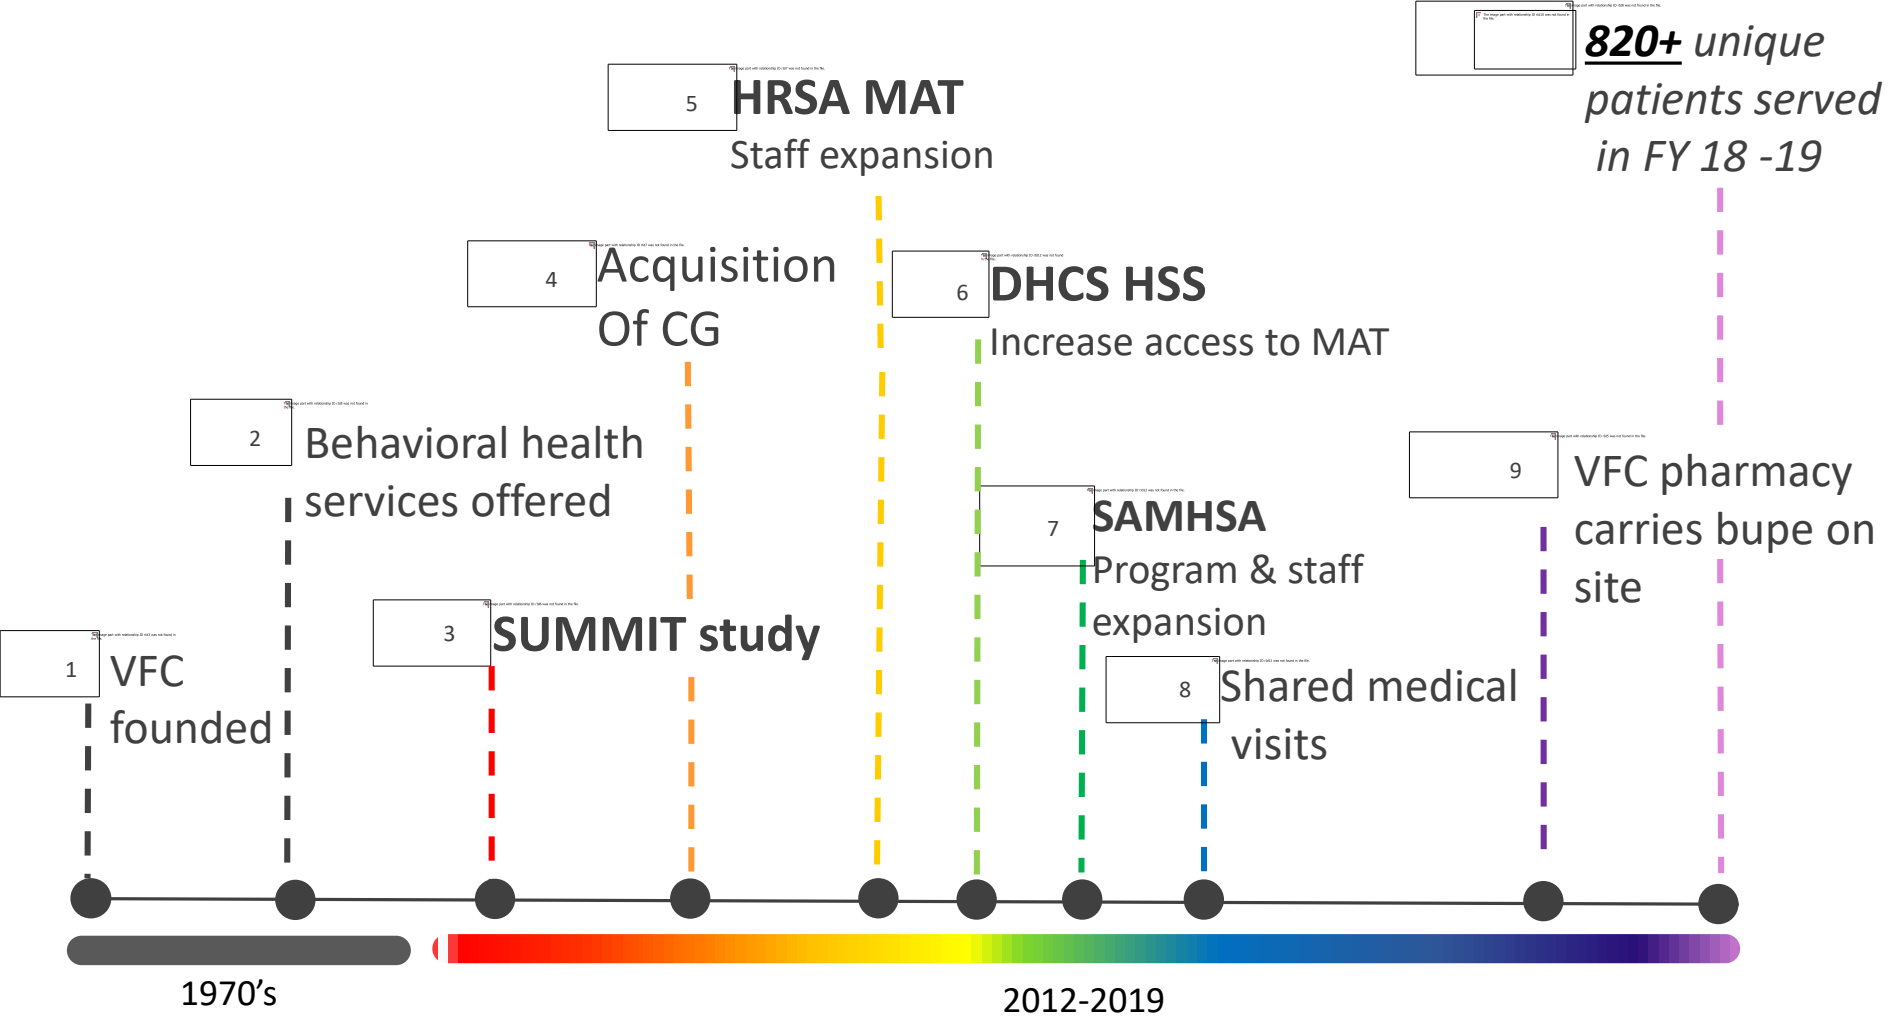 1
VFC
founded
2
Behavioral health
services offered
3
SUMMIT study
4
Acquisition
Of CG
5
HRSA MAT
Staff expansion
6
DHCS HSS
Increase access to MAT
7
SAMHSA
Program & staff
expansion
8
Shared medical
visits
9
VFC pharmacy
carries bupe on
site
820+ unique
patients served
in FY 18 -19
1970's
2012-2019